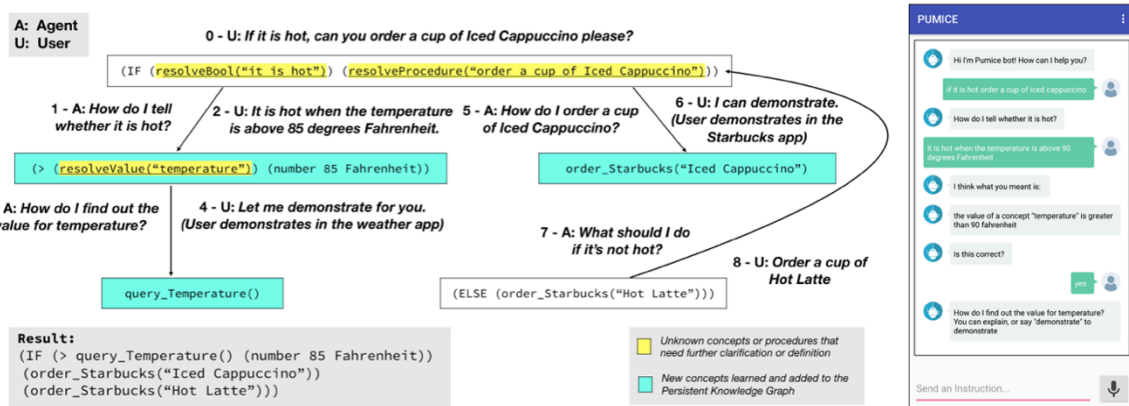 A: Agent
U: User
0 - U: If it is hot, can you order a cup of Iced Cappuccino please?
(IF (resolveBool(“it is hot”)) (resolveProcedure(“order a cup of Iced Cappuccino”)))
1 - A: How do I tell
whether it is hot?
2 - U: It is hot when the temperature
is above 85 degrees Fahrenheit.
5 - A: How do I order a cup
of Iced Cappuccino?
6 - U: I can demonstrate.
(User demonstrates in the
Starbucks app)
(> (resolveValue(“temperature”)) (number 85 Fahrenheit))
order_Starbucks(“Iced Cappuccino”)
A: How do I find out the
value for temperature?
4 - U: Let me demonstrate for you.
(User demonstrates in the weather app)
7 - A: What should I do
if it’s not hot?
8 - U: Order a cup of
Hot Latte
query_Temperature()
(ELSE (order_Starbucks(“Hot Latte”)))
Result:
(IF (> query_Temperature() (number 85 Fahrenheit))
(order_Starbucks(“Iced Cappuccino”))
(order_Starbucks(“Hot Latte”)))
Unknown concepts or procedures that
need further clarification or definition
New concepts learned and added to the
Persistent Knowledge Graph
PUMICE
Hi I'm Pumice bot! How can I help you?
if it is hot order a cup of iced cappuccino
How do I tell whether it is hot?
it is hot when the temperature is above 90
degrees Fahrenheit
I think what you meant is:
the value of a concept "temperature" is greater
than 90 fahrenheit
Is this correct?
yes
How do I find out the value for temperature?
You can explain, or say "demonstrate" to
demonstrate
Send an Instruction...